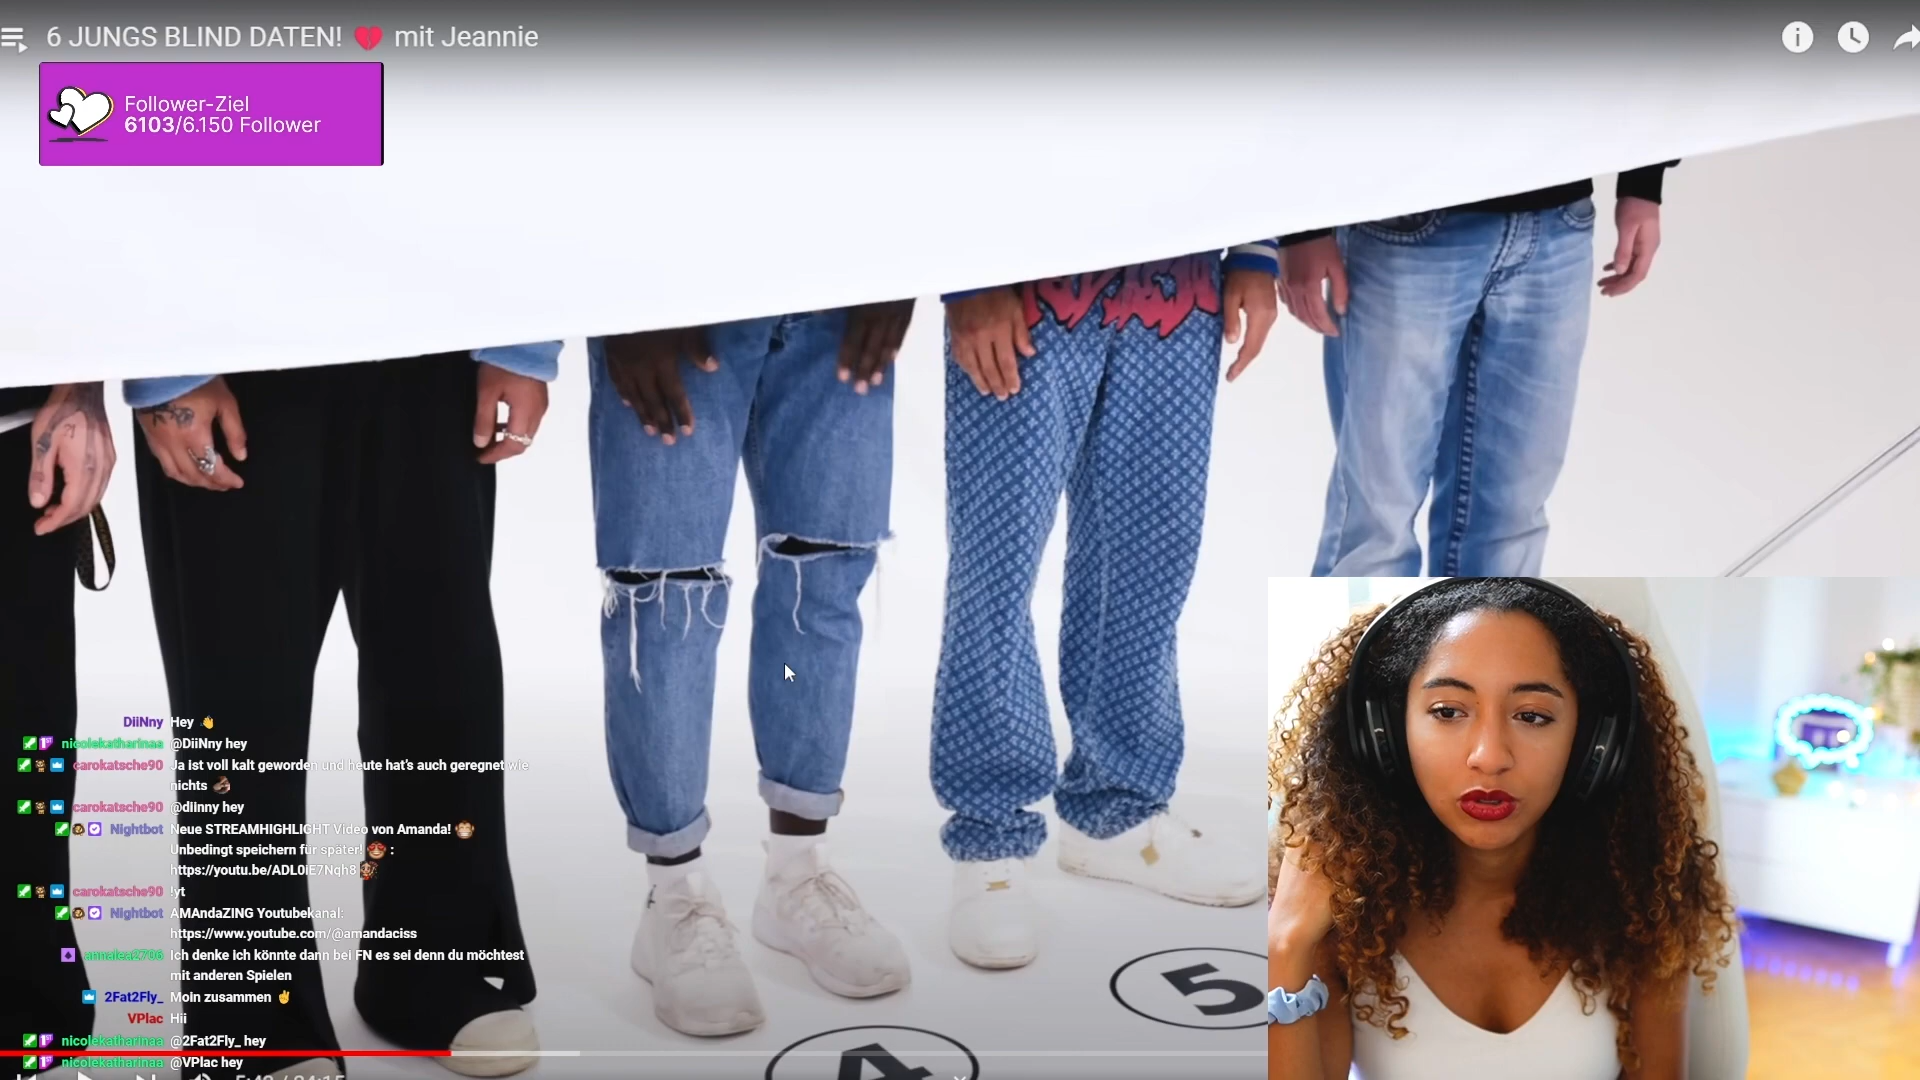 6 JUNGS BLIND DATEN! 💔 mit Jeannie
Follower-Ziel
6103/6.150 Follower
DiiNny Hey 👋
nicolekatharinaa @DiiNny hey
carokatsche90 Ja ist voll kalt geworden und heute hat's auch geregnet wie
nichts
carokatsche90 @diinny hey
Nightbot Neue STREAMHIGHLIGHT Video von Amanda!
Unbedingt speichern für später! :
https://youtu.be/ADL0iE7Nqh8
carokatsche90 !yt
Nightbot AMAndaZING Youtubekanal:
https://www.youtube.com/@amandaciss
annalea2796 Ich denke ich könnte dann bei FN es sei denn du möchtest
mit anderen Spielen
2Fat2Fly_ Moin zusammen ✌
VPlac Hii
nicolekatharinaa @2Fat2Fly_ hey
nicolekatharinaa @VPlac hey
5
4